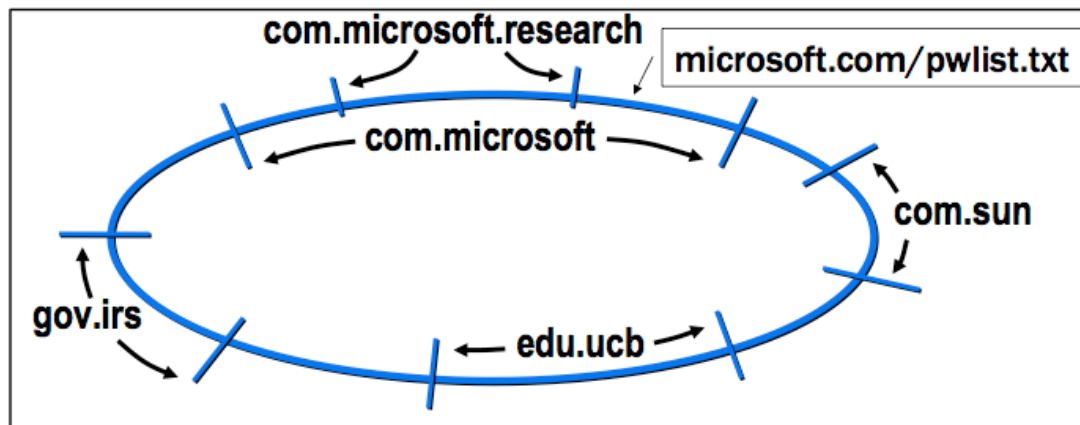 com.microsoft.research
microsoft.com/pwlist.txt
com.microsoft
com.sun
gov.irs
edu.ucb